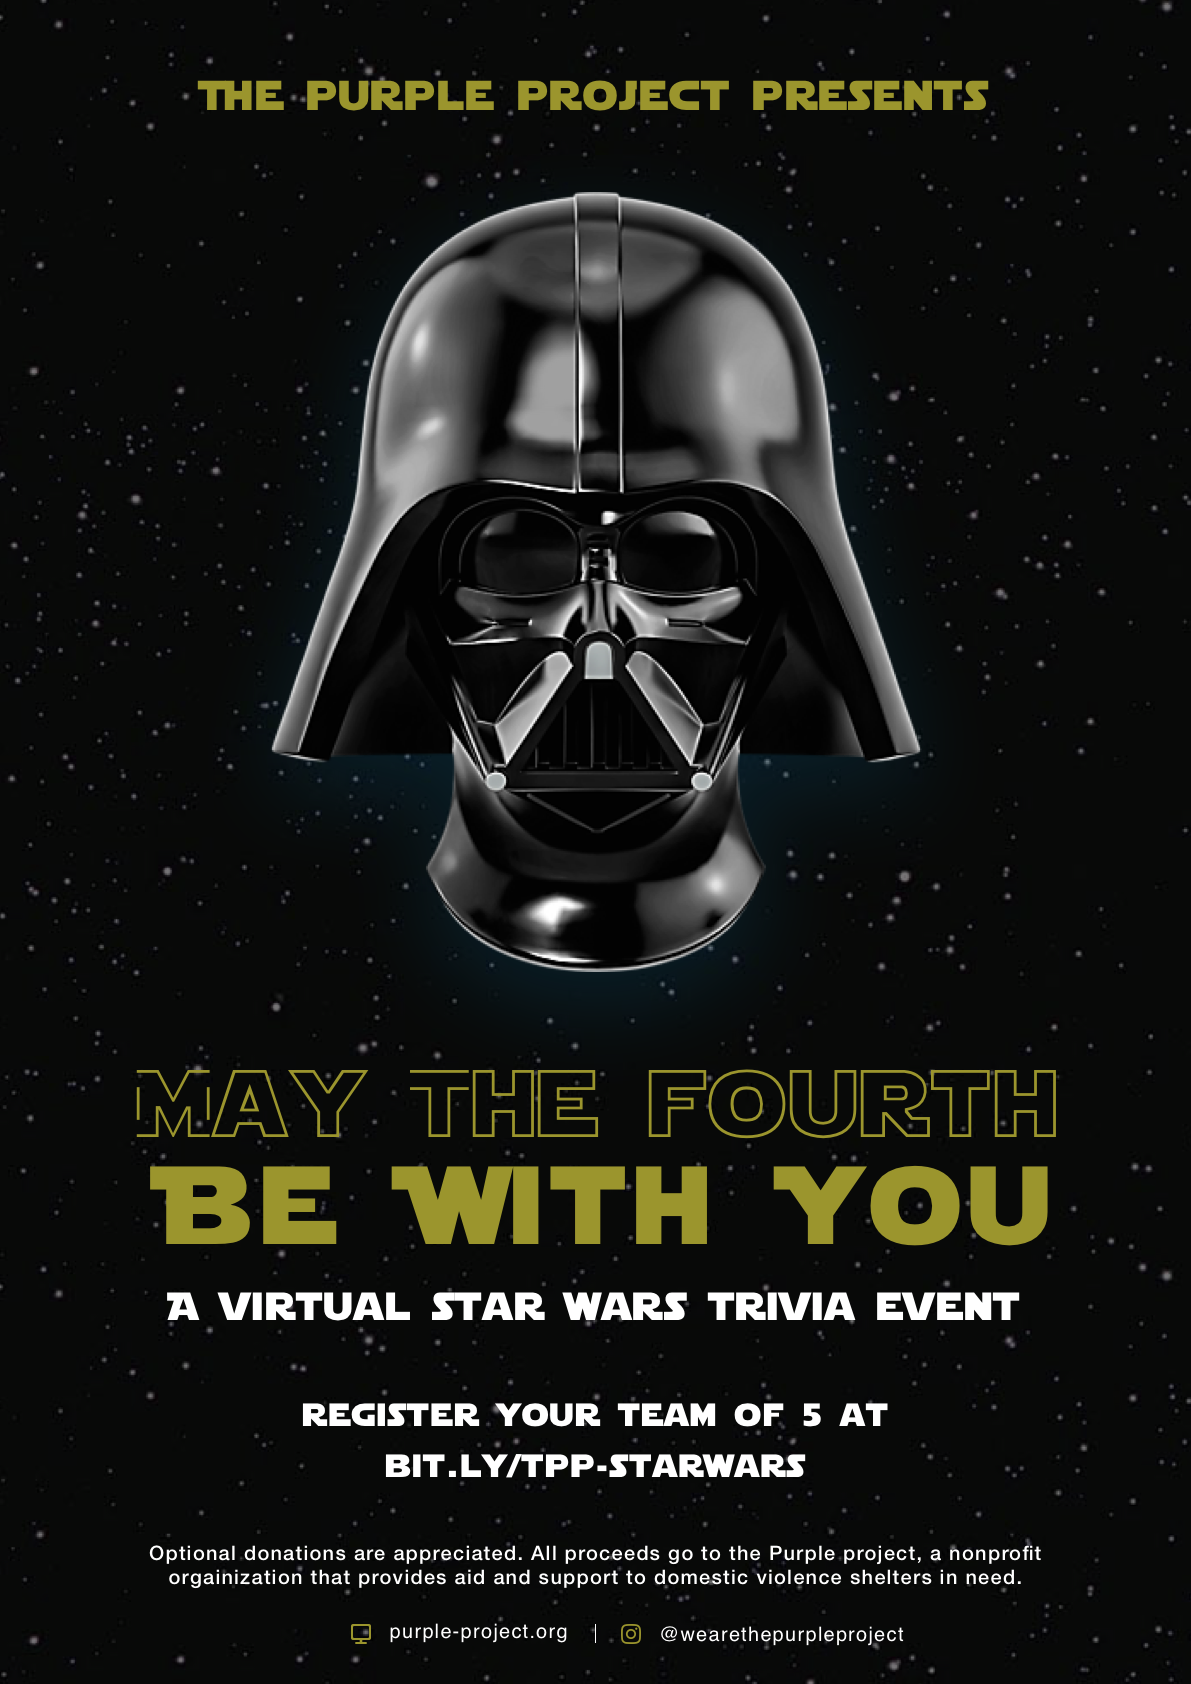 THE PURPLE PROJECT PRESENTS
MAY THE FOURTH
BE WITH YOU
A VIRTUAL STAR WARS TRIVIA EVENT
REGISTER YOUR TEAM OF 5 AT
BIT.LY/TPP-STARWARS
Optional donations are appreciated. All proceeds go to the Purple project, a nonprofit
orgainization that provides aid and support to domestic violence shelters in need.
purple-project.org | @wearethepurpleproject